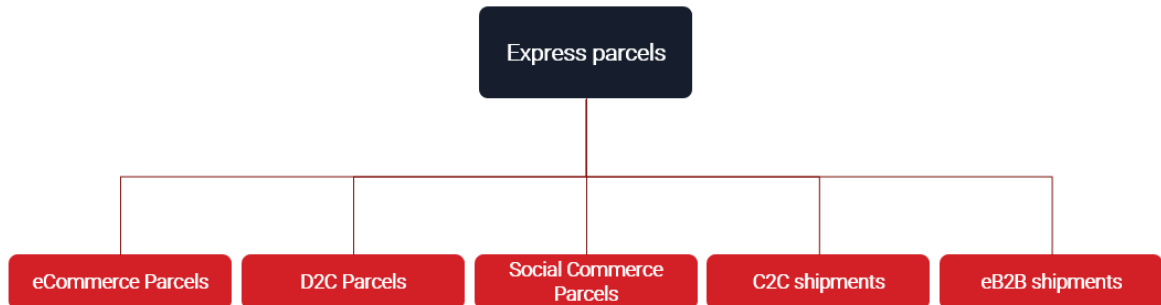 Express parcels
eCommerce Parcels
D2C Parcels
Social Commerce
Parcels
C2C shipments
eB2B shipments